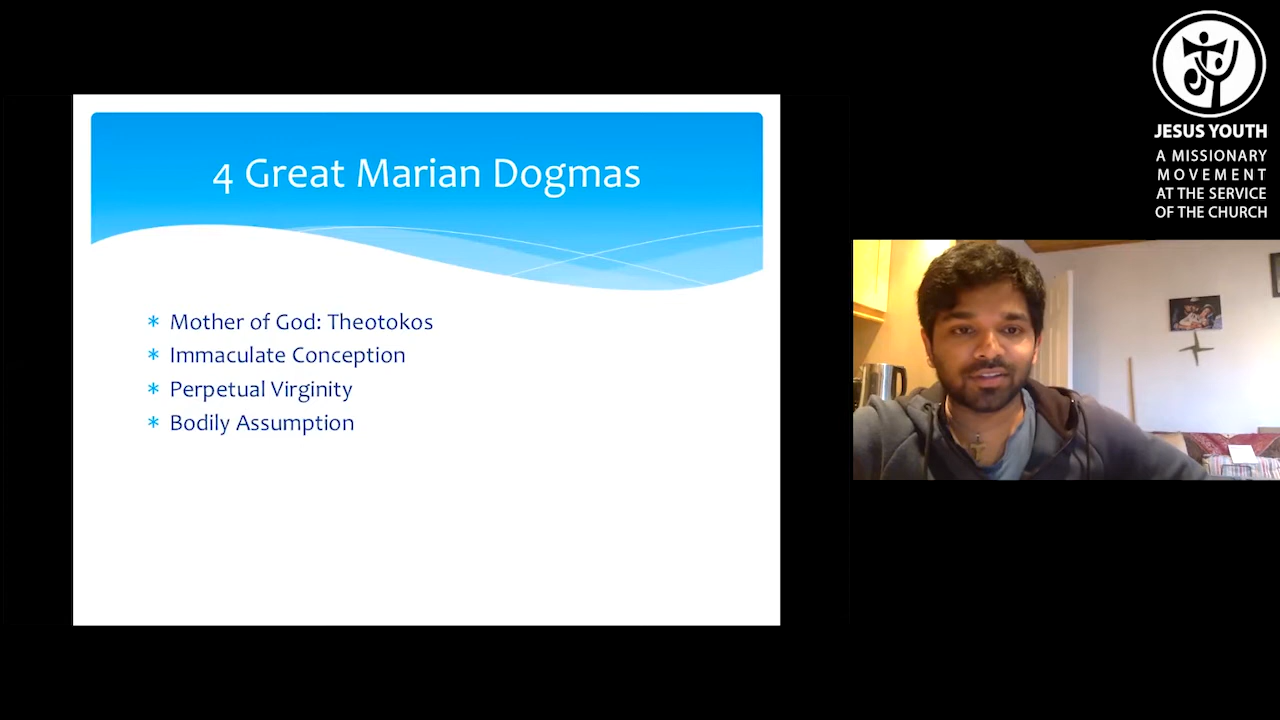 4 Great Marian Dogmas
* Mother of God: Theotokos
* Immaculate Conception
* Perpetual Virginity
* Bodily Assumption
JESUS YOUTH
A MISSIONARY
MOVEMENT
AT THE SERVICE
OF THE CHURCH